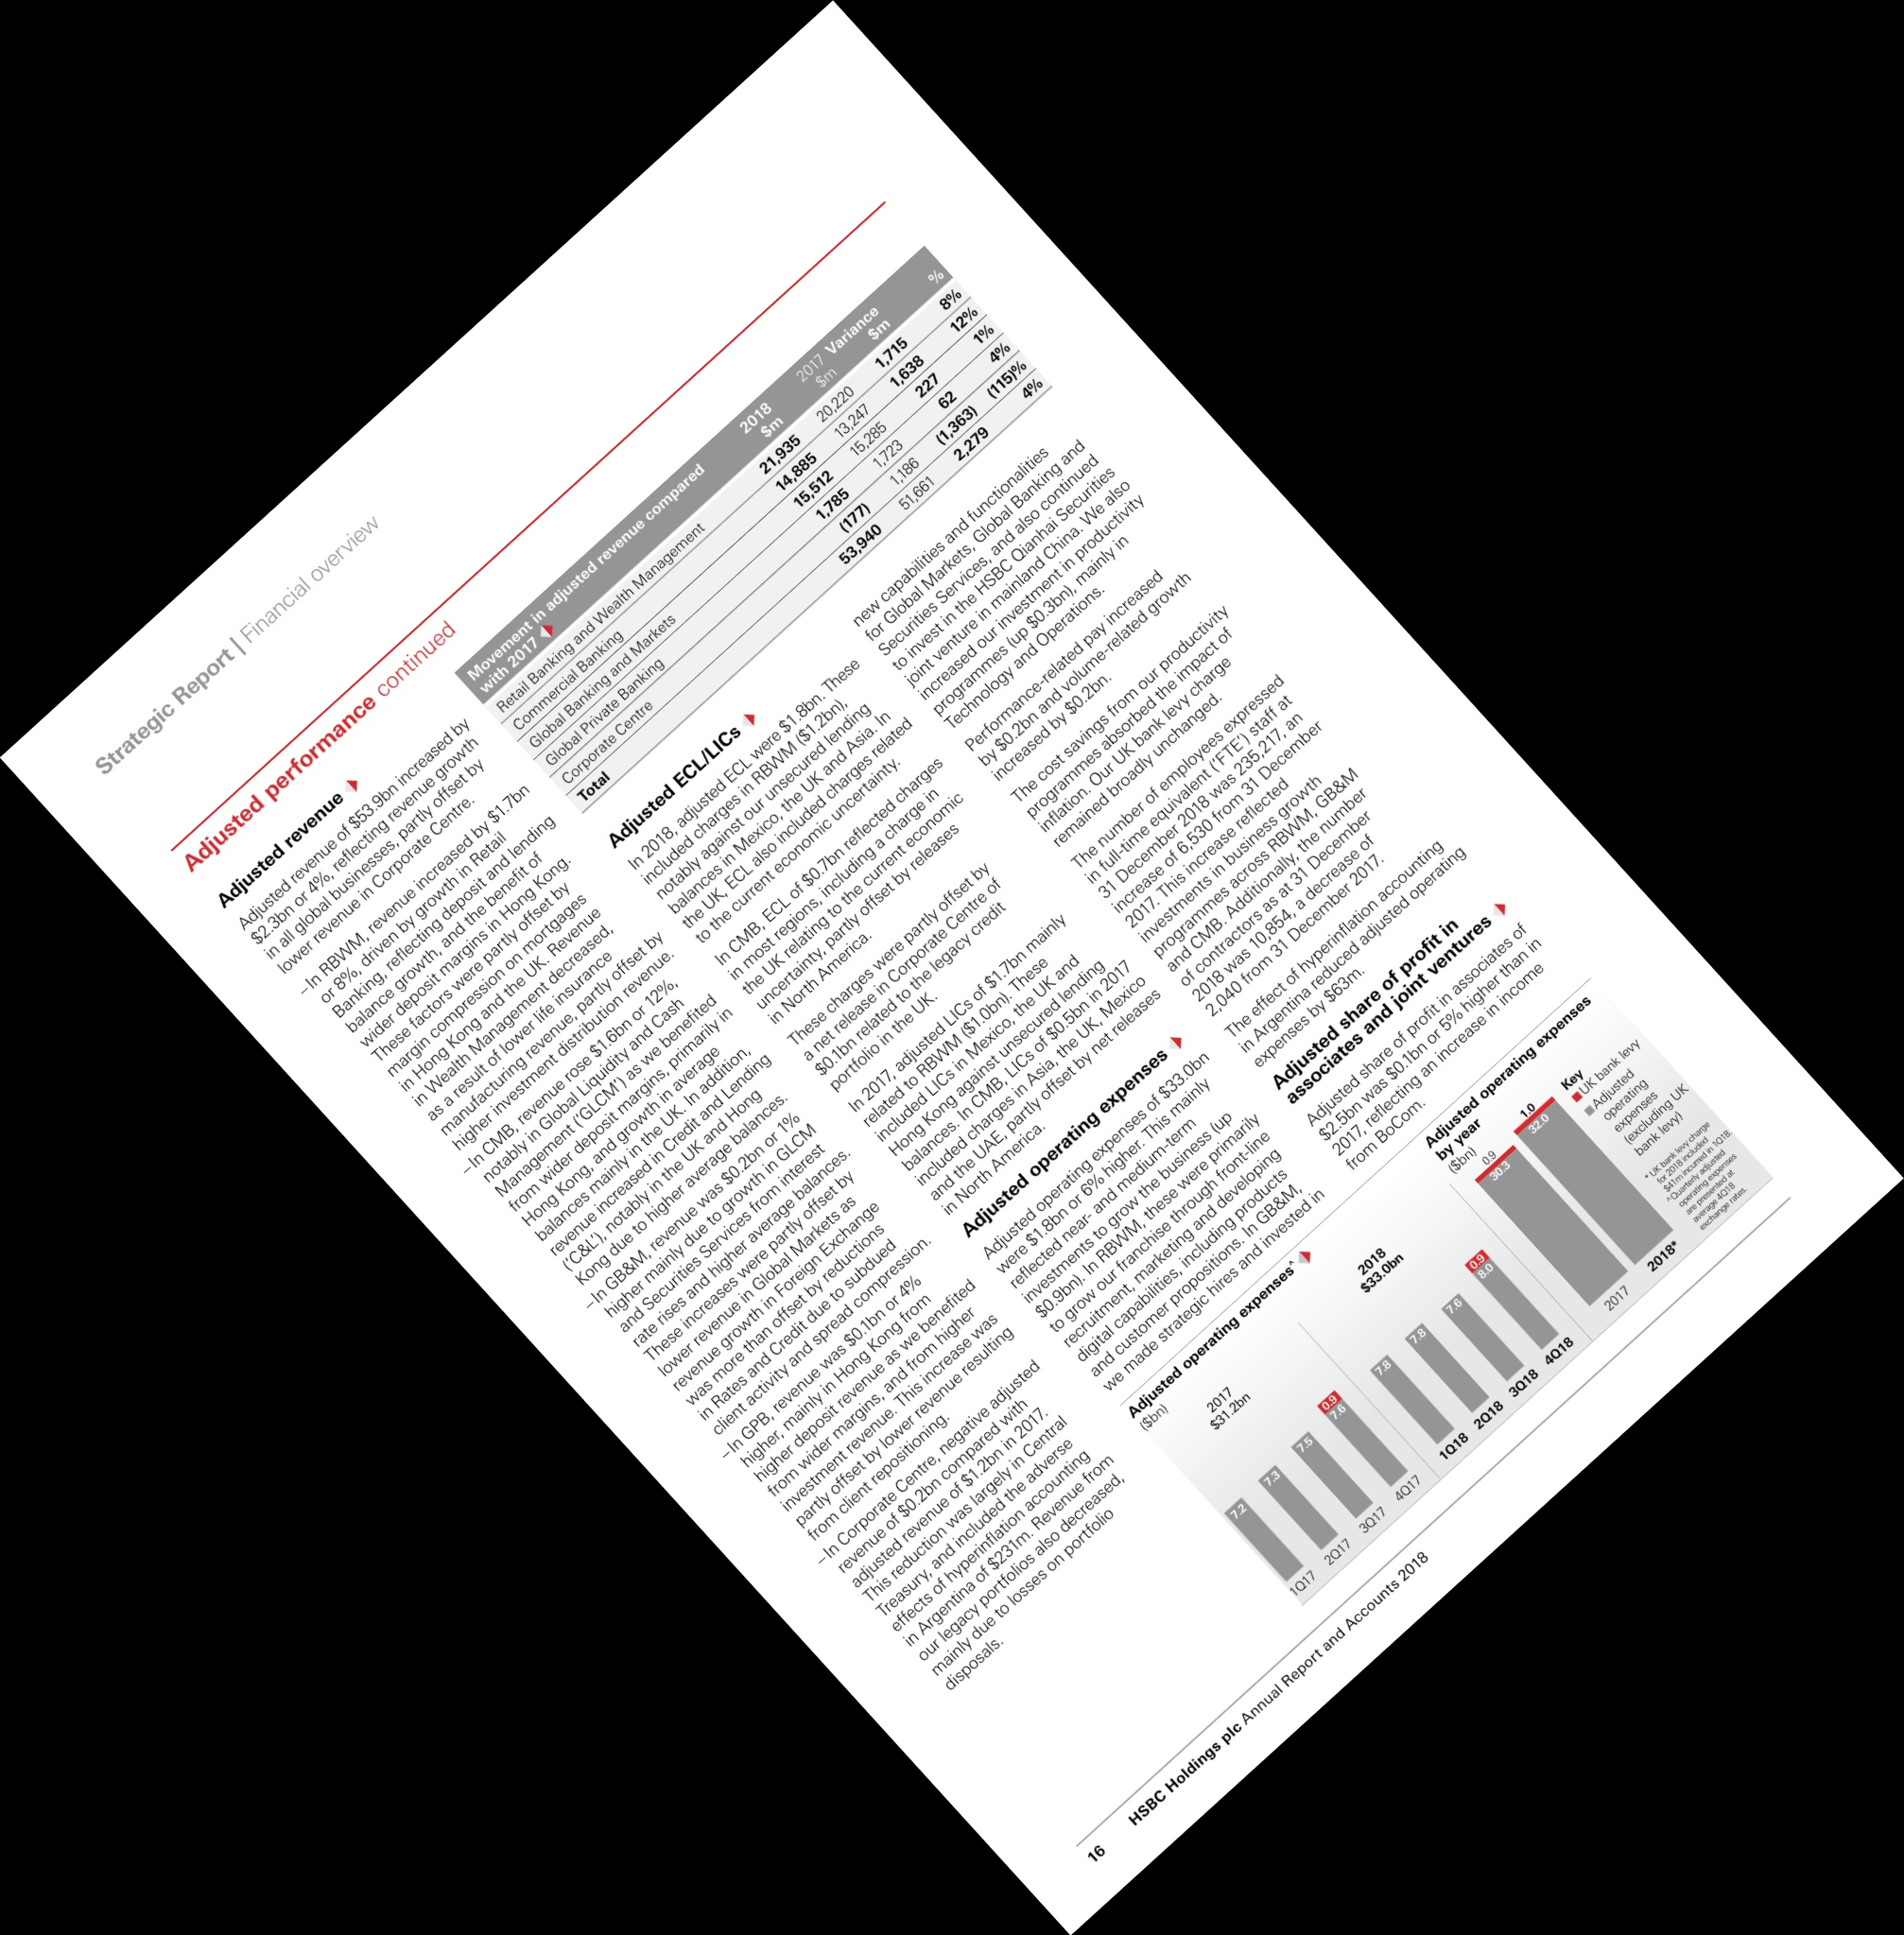 Strategic Report | Financial overview
Adjusted performance continued
Adjusted revenue
Adjusted revenue of $53.9bn increased by
$2.3bn or 4%, reflecting revenue growth
in all global businesses, partly offset by
lower revenue in Corporate Centre.
–In RBWM, revenue increased by $1.7bn
or 8%, driven by growth in Retail
Banking, reflecting deposit and lending
balance growth, and the benefit of
wider deposit margins in Hong Kong.
These factors were partly offset by
margin compression on mortgages
in Hong Kong and the UK. Revenue
in Wealth Management decreased,
as a result of lower life insurance
manufacturing revenue, partly offset by
higher investment distribution revenue.
–In CMB, revenue rose $1.6bn or 12%,
notably in Global Liquidity and Cash
Management ('GLCM') as we benefited
from wider deposit margins, primarily in
Hong Kong, and growth in average
balances mainly in the UK. In addition,
revenue increased in Credit and Lending
('C&L'), notably in the UK and Hong
Kong due to higher average balances.
–In GB&M, revenue was $0.2bn or 1%
higher mainly due to growth in GLCM
and Securities Services from interest
rate rises and higher average balances.
These increases were partly offset by
lower revenue in Global Markets as
revenue growth in Foreign Exchange
was more than offset by reductions
in Rates and Credit due to subdued
client activity and spread compression.
–In GPB, revenue was $0.1bn or 4%
higher, mainly in Hong Kong from
higher deposit revenue as we benefited
from wider margins, and from higher
investment revenue. This increase was
partly offset by lower revenue resulting
from client repositioning.
–In Corporate Centre, negative adjusted
revenue of $0.2bn compared with
adjusted revenue of $1.2bn in 2017.
This reduction was largely in Central
Treasury, and included the adverse
effects of hyperinflation accounting
in Argentina of $231m. Revenue from
our legacy portfolios also decreased,
mainly due to losses on portfolio
disposals.
Movement in adjusted revenue compared
with 2017
2018 $m 2017 $m Variance $m %
Retail Banking and Wealth Management 21,935 20,220 1,715 8%
Commercial Banking 14,885 13,247 1,638 12%
Global Banking and Markets 15,512 15,285 227 1%
Global Private Banking 1,785 1,723 62 4%
Corporate Centre (177) 1,186 (1,363) (115)%
Total 53,940 51,661 2,279 4%
Adjusted ECL/LICs
In 2018, adjusted ECL were $1.8bn. These
included charges in RBWM ($1.2bn),
notably against our unsecured lending
balances in Mexico, the UK and Asia. In
the UK, ECL also included charges related
to the current economic uncertainty.
In CMB, ECL of $0.7bn reflected charges
in most regions, including a charge in
the UK relating to the current economic
uncertainty, partly offset by releases
in North America.
These charges were partly offset by
a net release in Corporate Centre of
$0.1bn related to the legacy credit
portfolio in the UK.
In 2017, adjusted LICs of $1.7bn mainly
related to RBWM ($1.0bn). These
included LICs in Mexico, the UK and
Hong Kong against unsecured lending
balances. In CMB, LICs of $0.5bn in 2017
included charges in Asia, the UK, Mexico
and the UAE, partly offset by net releases
in North America.
Adjusted operating expenses
Adjusted operating expenses of $33.0bn
were $1.8bn or 6% higher. This mainly
reflected near- and medium-term
investments to grow the business (up
$0.9bn). In RBWM, these were primarily
to grow our franchise through front-line
recruitment, marketing and developing
digital capabilities, including products
and customer propositions. In GB&M,
we made strategic hires and invested in
new capabilities and functionalities
for Global Markets, Global Banking and
Securities Services, and also continued
to invest in the HSBC Qianhai Securities
joint venture in mainland China. We also
increased our investment in productivity
programmes (up $0.3bn), mainly in
Technology and Operations.
Performance-related pay increased
by $0.2bn and volume-related growth
increased by $0.2bn.
The cost savings from our productivity
programmes absorbed the impact of
inflation. Our UK bank levy charge
remained broadly unchanged.
The number of employees expressed
in full-time equivalent ('FTE') staff at
31 December 2018 was 235,217, an
increase of 6,530 from 31 December
2017. This increase reflected
investments in business growth
programmes across RBWM, GB&M
and CMB. Additionally, the number
of contractors as at 31 December
2018 was 10,854, a decrease of
2,040 from 31 December 2017.
The effect of hyperinflation accounting
in Argentina reduced adjusted operating
expenses by $63m.
Adjusted share of profit in
associates and joint ventures
Adjusted share of profit in associates of
$2.5bn was $0.1bn or 5% higher than in
2017, reflecting an increase in income
from BoCom.
Adjusted operating expenses^
($bn)
2017
$31.2bn
2018
$33.0bn
7.2
7.3
7.5
0.9
7.6
7.8
7.8
7.6
0.9
8.0
1Q17
2Q17
3Q17
4Q17
1Q18
2Q18
3Q18
4Q18
Adjusted operating expenses
by year
($bn)
0.9
30.3
1.0
32.0
2017
2018*
Key
UK bank levy
Adjusted
operating
expenses
(excluding UK
bank levy)
* UK bank levy charge
for 2018 included
$41m incurred in 1Q18.
^Quarterly adjusted
operating expenses
are presented at
average 4Q18
exchange rates.
16
HSBC Holdings plc Annual Report and Accounts 2018